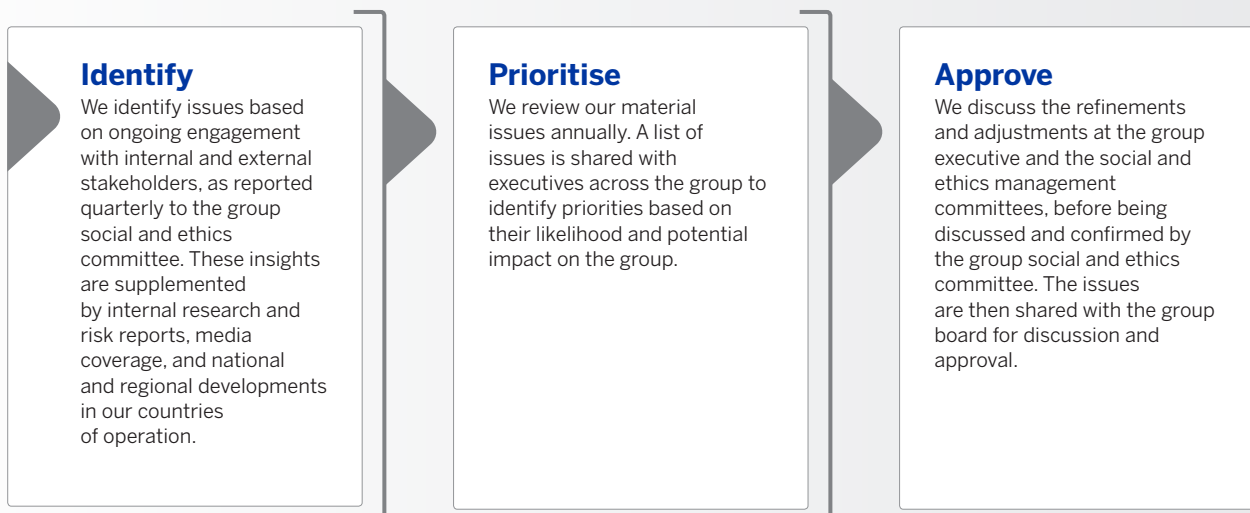 Identify
We identify issues based
on ongoing engagement
with internal and external
stakeholders, as reported
quarterly to the group
social and ethics
committee. These insights
are supplemented
by internal research and
risk reports, media
coverage, and national
and regional developments
in our countries
of operation.
Prioritise
We review our material
issues annually. A list of
issues is shared with
executives across the group to
identify priorities based on
their likelihood and potential
impact on the group.
Approve
We discuss the refinements
and adjustments at the group
executive and the social and
ethics management
committees, before being
discussed and confirmed by
the group social and ethics
committee. The issues
are then shared with the group
board for discussion and
approval.